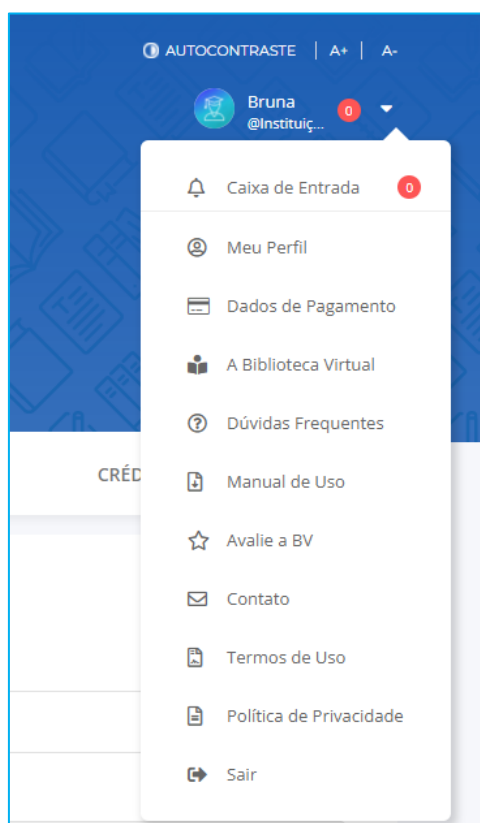 AUTOCONTRASTE | A+ | A-
Bruna
@Instituiç...
0
Caixa de Entrada 0
Meu Perfil
Dados de Pagamento
A Biblioteca Virtual
Dúvidas Frequentes
CRÉD
Manual de Uso
Avalie a BV
Contato
Termos de Uso
Política de Privacidade
Sair